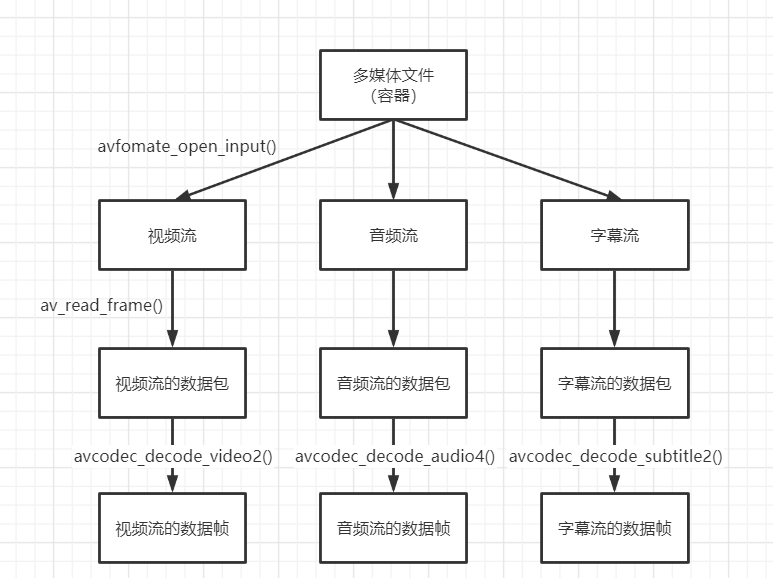 多媒体文件
（容器）
avfomate_open_input()
视频流
音频流
字幕流
av_read_frame()
视频流的数据包
音频流的数据包
字幕流的数据包
avcodec_decode_video2()
avcodec_decode_audio4()
avcodec_decode_subtitle2()
视频流的数据帧
音频流的数据帧
字幕流的数据帧